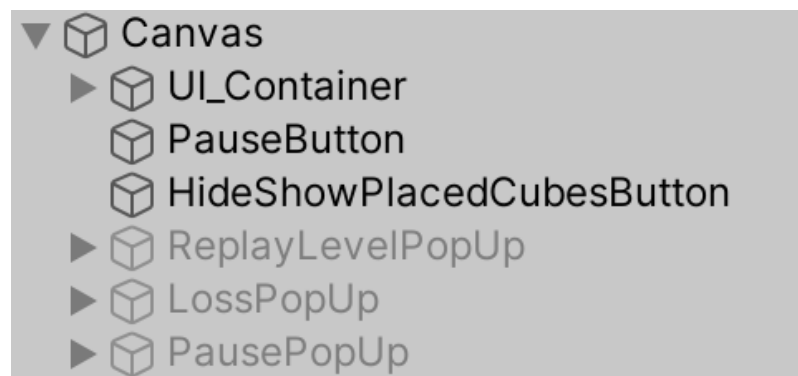 Canvas
UI_Container
PauseButton
HideShowPlacedCubesButton
ReplayLevelPopUp
LossPopUp
PausePopUp